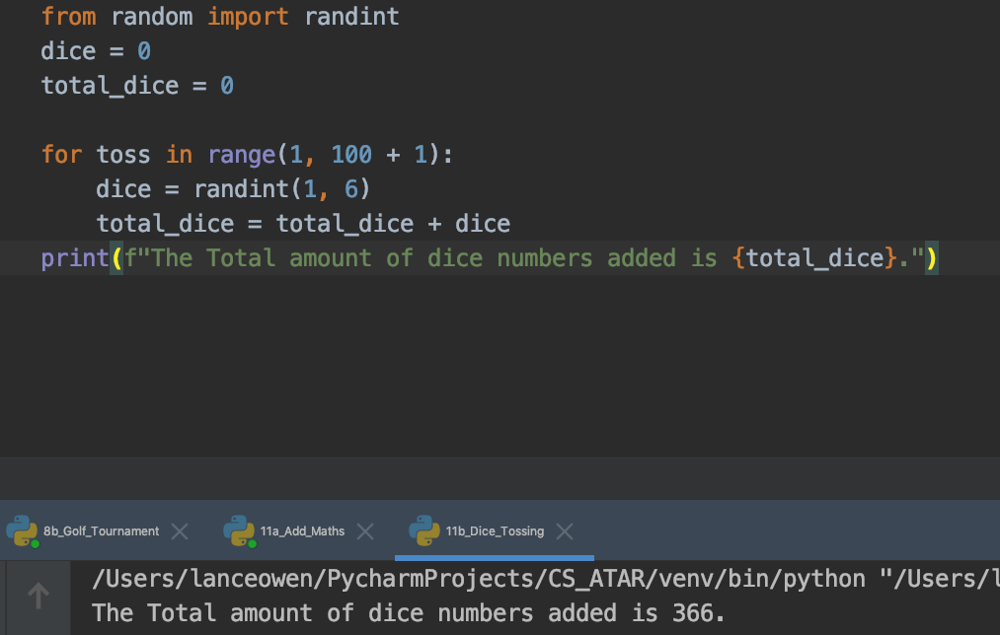 from random import randint
dice = 0
total_dice = 0
for toss in range(1, 100 + 1):
    dice = randint(1, 6)
    total_dice = total_dice + dice
print(f"The Total amount of dice numbers added is {total_dice}.")
8b_Golf_Tournament 11a_Add_Maths 11b_Dice_Tossing
/Users/lanceowen/PycharmProjects/CS_ATAR/venv/bin/python "/Users/
The Total amount of dice numbers added is 366.